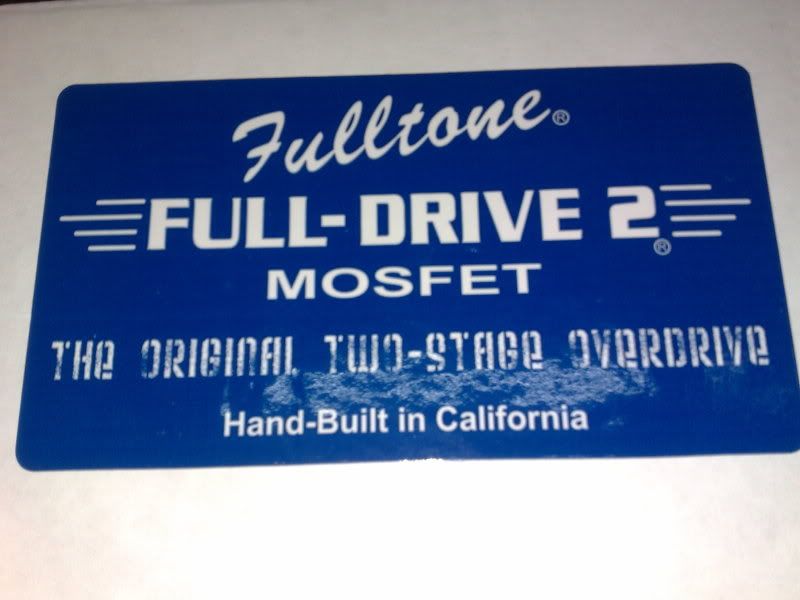 Fulltone®
FULL-DRIVE 2®
MOSFET
THE ORIGINAL TWO-STAGE OVERDRIVE
Hand-Built in California